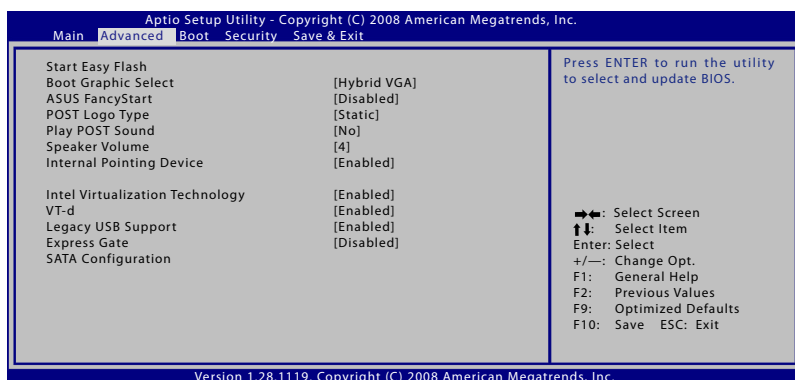 Aptio Setup Utility - Copyright (C) 2008 American Megatrends, Inc.
Main Advanced Boot Security Save & Exit
Start Easy Flash
Boot Graphic Select [Hybrid VGA]
ASUS FancyStart [Disabled]
POST Logo Type [Static]
Play POST Sound [No]
Speaker Volume [4]
Internal Pointing Device [Enabled]
Intel Virtualization Technology [Enabled]
VT-d [Enabled]
Legacy USB Support [Enabled]
Express Gate [Disabled]
SATA Configuration
Press ENTER to run the utility
to select and update BIOS.
→←: Select Screen
↑↓: Select Item
Enter: Select
+/—: Change Opt.
F1: General Help
F2: Previous Values
F9: Optimized Defaults
F10: Save ESC: Exit
Version 1.28.1119. Copyright (C) 2008 American Megatrends, Inc.